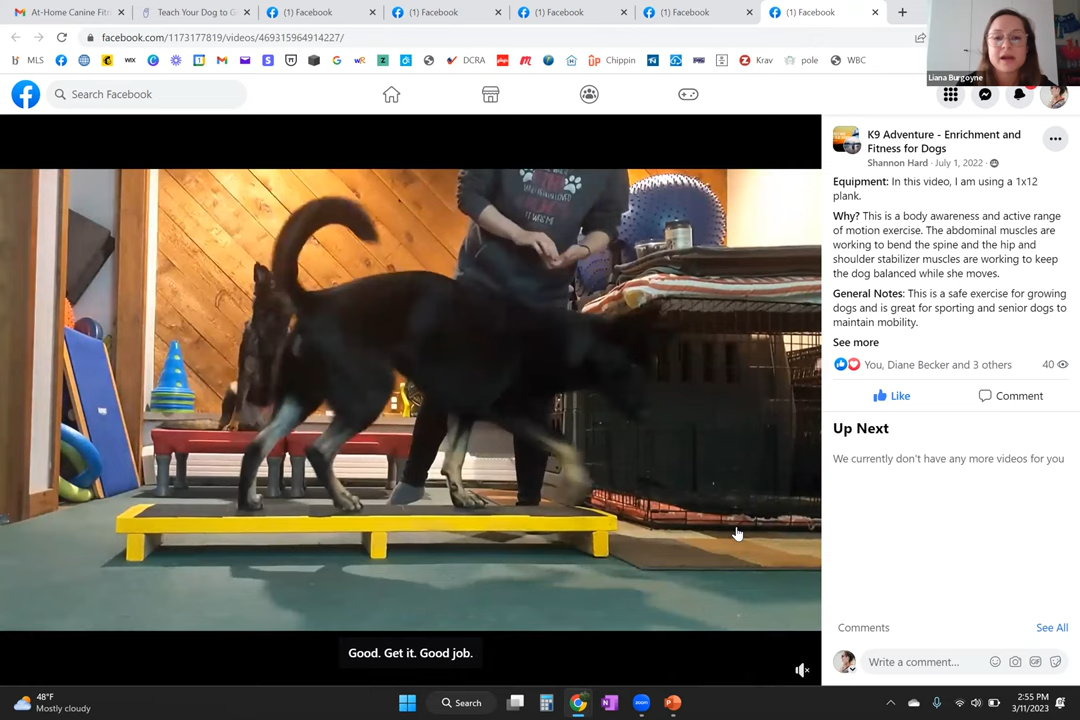 At-Home Canine Fitn
Teach Your Dog to G
(1) Facebook
(1) Facebook
(1) Facebook
(1) Facebook
(1) Facebook
facebook.com/1173177819/videos/469315964914227/
MLS
WIX
DCRA
Chippin
Krav
pole
WBC
Liana Burgoyne
Search Facebook
K9 Adventure - Enrichment and
Fitness for Dogs
Shannon Hard · July 1, 2022 ·
Equipment: In this video, I am using a 1x12
plank.
Why? This is a body awareness and active range
of motion exercise. The abdominal muscles are
working to bend the spine and the hip and
shoulder stabilizer muscles are working to keep
the dog balanced while she moves.
General Notes: This is a safe exercise for growing
dogs and is great for sporting and senior dogs to
maintain mobility.
See more
You, Diane Becker and 3 others
40
Like
Comment
Up Next
We currently don't have any more videos for you
Comments
See All
Write a comment...
Good. Get it. Good job.
48°F
Mostly cloudy
Search
2:55 PM
3/11/2023